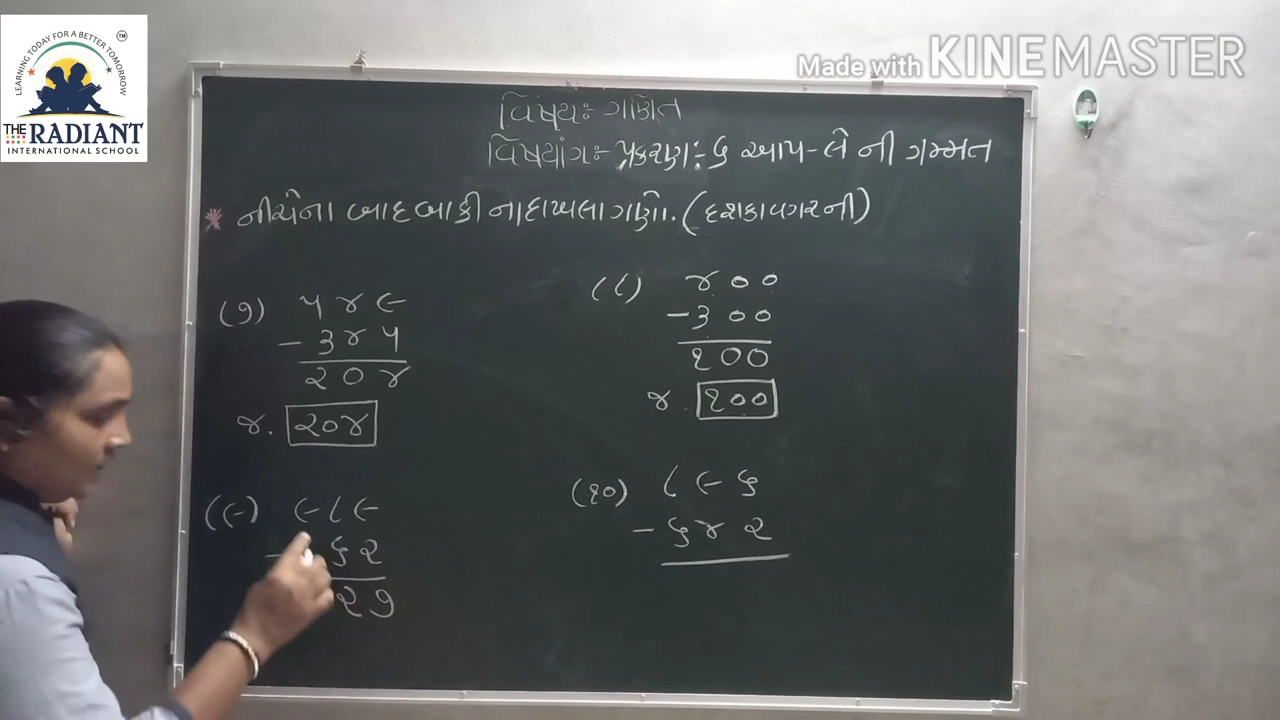 LEARNING TODAY FOR A BETTER TOMORROW
TM
THE RADIANT
INTERNATIONAL SCHOOL
Made with KINEMASTER
વિષય:- ગણિત
વિષયાંગ:- પ્રકરણ:- ૬ આપ-લે ની ગમ્મત
* નીચેના બાદબાકી ના દાખલા ગણો. (દશકા વગર ની)
(૭) ૫૪૯
- ૩૪૫
૨૦૪
જ. ૨૦૪
(૮) ૪૦૦
- ૩૦૦
૧૦૦
જ. ૧૦૦
(૯) ૯૮૯
- ૬૨
૨૭
(૧૦) ૮૯૬
- ૬૪૨